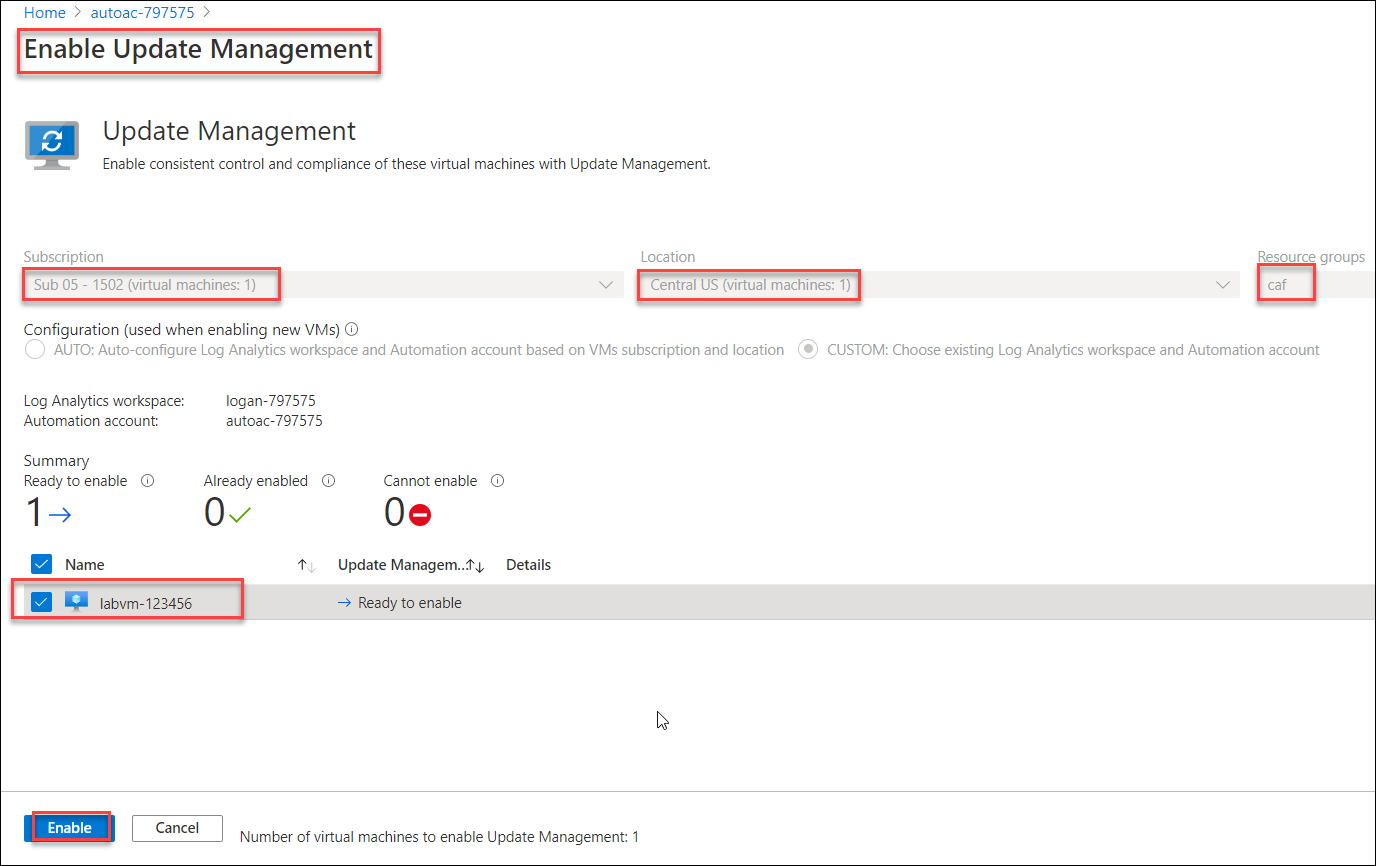 Home > autoac-797575 >
Enable Update Management
Update Management
Enable consistent control and compliance of these virtual machines with Update Management.
Subscription Location Resource groups
Sub 05 - 1502 (virtual machines: 1) Central US (virtual machines: 1) caf
Configuration (used when enabling new VMs)
AUTO: Auto-configure Log Analytics workspace and Automation account based on VMs subscription and location CUSTOM: Choose existing Log Analytics workspace and Automation account
Log Analytics workspace: logan-797575
Automation account: autoac-797575
Summary
Ready to enable Already enabled Cannot enable
1 0 0
Name Update Managem... Details
labvm-123456 Ready to enable
Enable Cancel Number of virtual machines to enable Update Management: 1